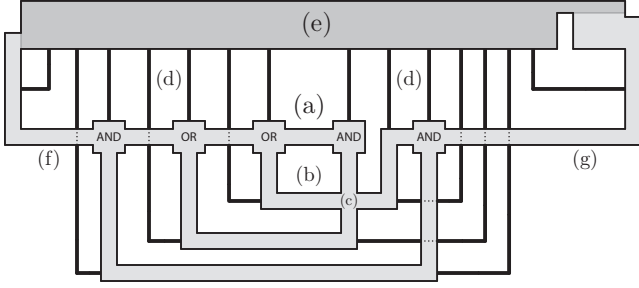 (e)
(d) (d)
(a)
AND OR OR AND AND
(f) (b) (g)
(c)